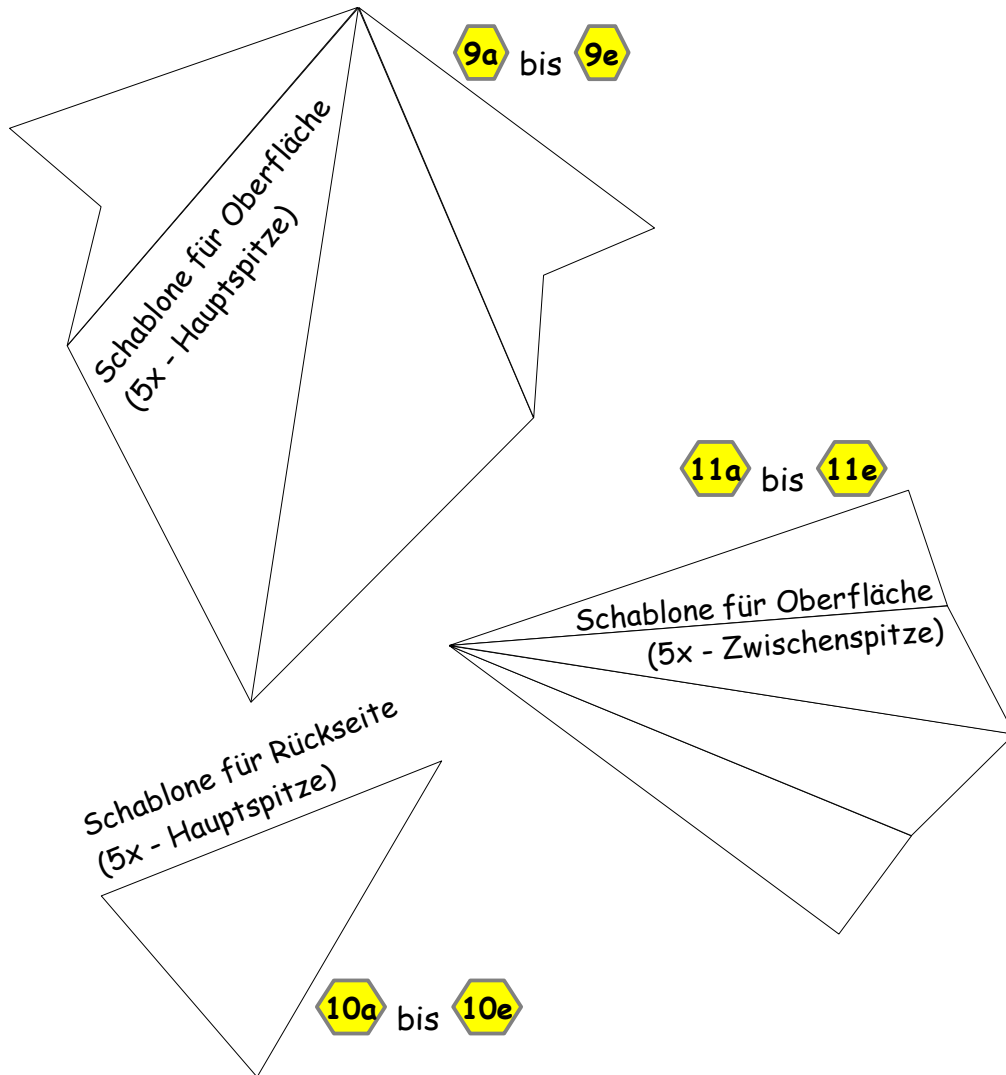 9a bis 9e
Schablone für Oberfläche
(5x - Hauptspitze)
11a bis 11e
Schablone für Oberfläche
(5x - Zwischenspitze)
Schablone für Rückseite
(5x - Hauptspitze)
10a bis 10e